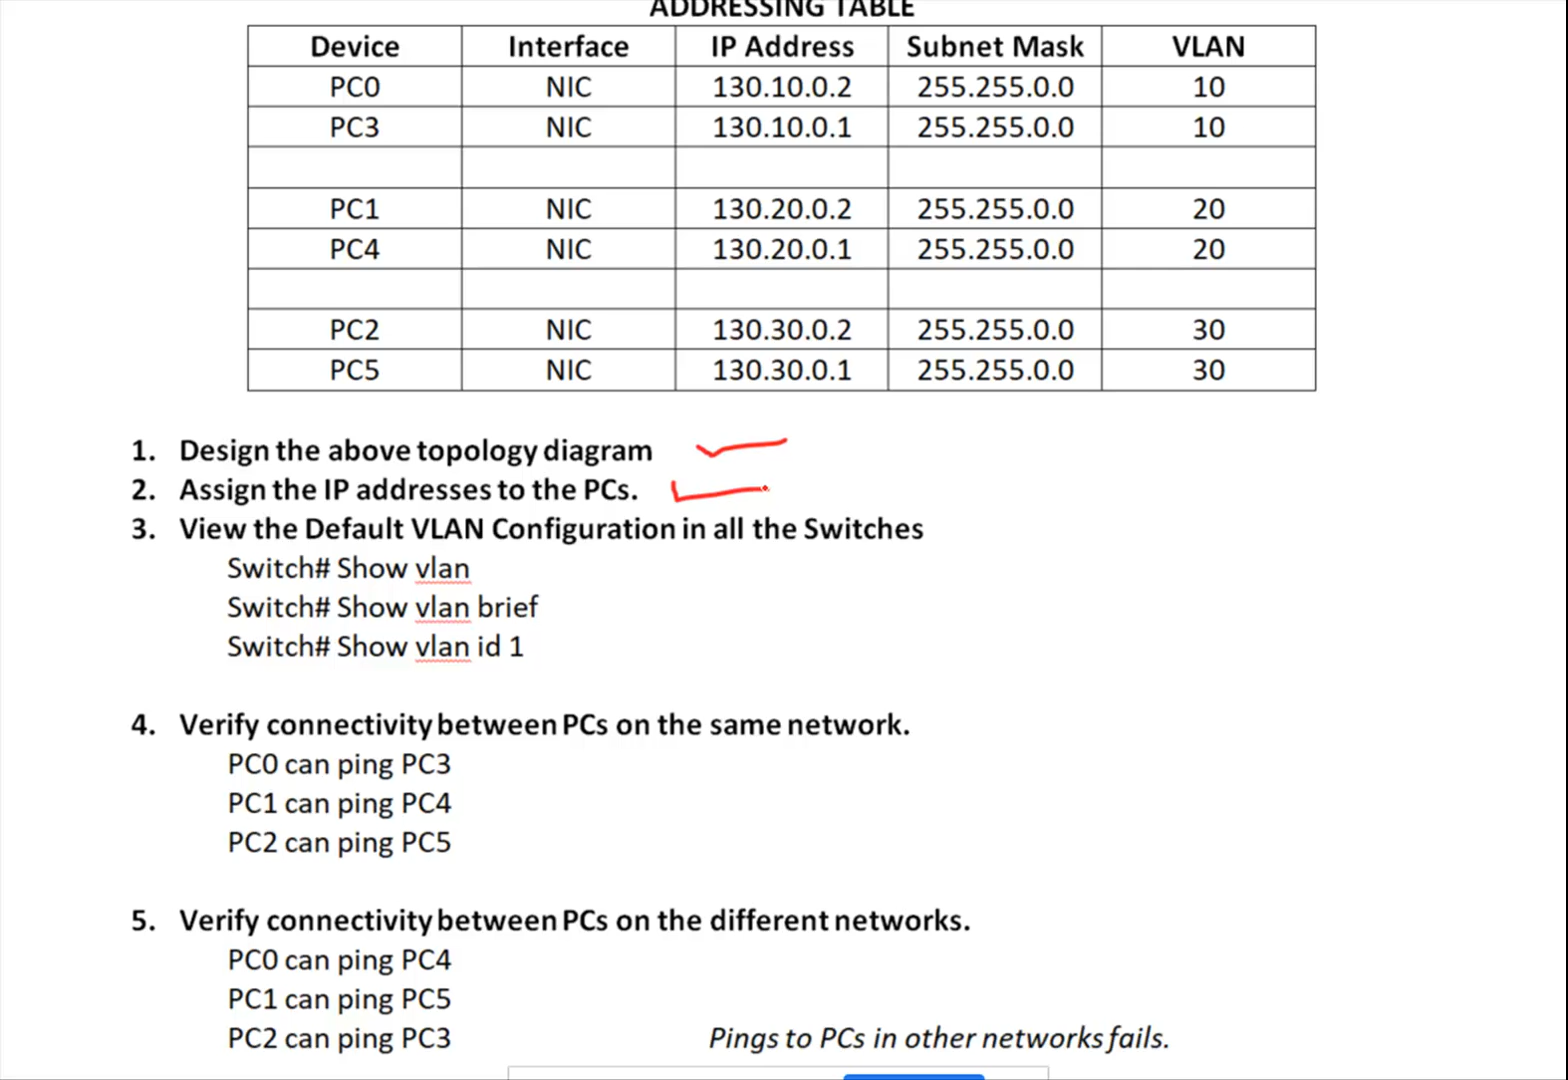 ADDRESSING TABLE
Device Interface IP Address Subnet Mask VLAN
PC0 NIC 130.10.0.2 255.255.0.0 10
PC3 NIC 130.10.0.1 255.255.0.0 10
PC1 NIC 130.20.0.2 255.255.0.0 20
PC4 NIC 130.20.0.1 255.255.0.0 20
PC2 NIC 130.30.0.2 255.255.0.0 30
PC5 NIC 130.30.0.1 255.255.0.0 30
1. Design the above topology diagram
2. Assign the IP addresses to the PCs.
3. View the Default VLAN Configuration in all the Switches
Switch# Show vlan
Switch# Show vlan brief
Switch# Show vlan id 1
4. Verify connectivity between PCs on the same network.
PC0 can ping PC3
PC1 can ping PC4
PC2 can ping PC5
5. Verify connectivity between PCs on the different networks.
PC0 can ping PC4
PC1 can ping PC5
PC2 can ping PC3 Pings to PCs in other networks fails.